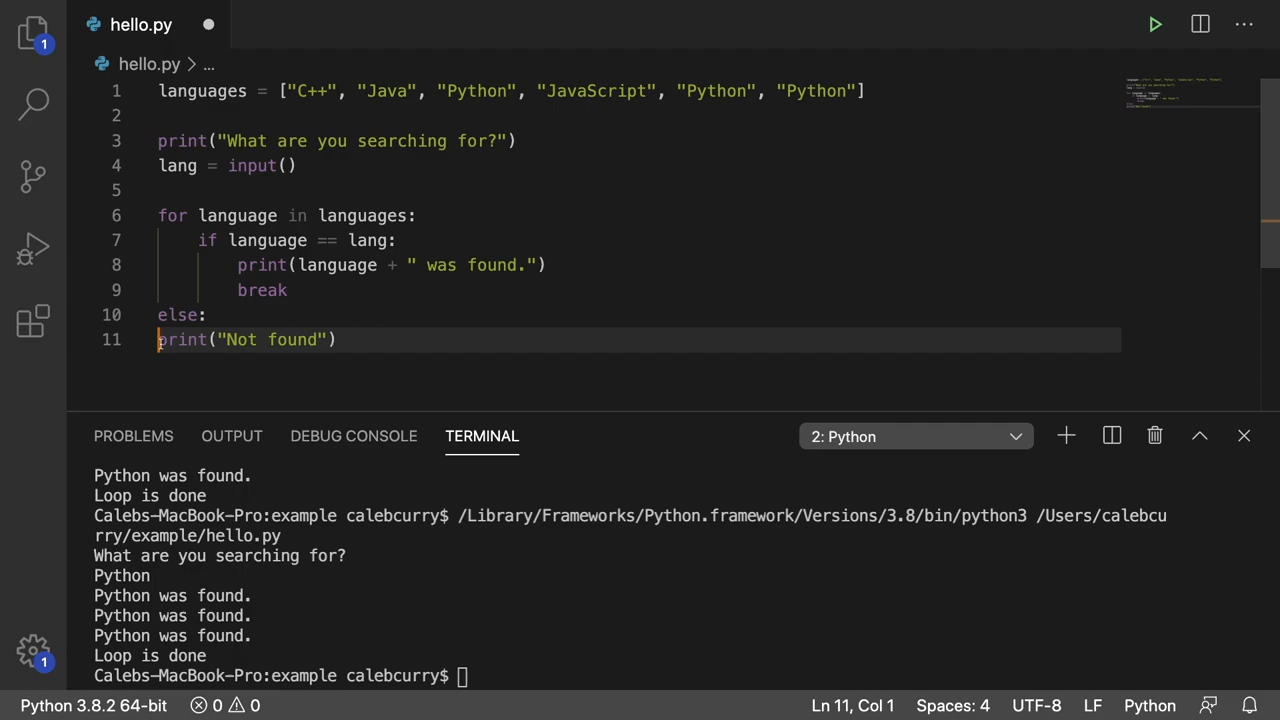 hello.py
hello.py > ...
1 languages = ["C++", "Java", "Python", "JavaScript", "Python", "Python"]
2
3 print("What are you searching for?")
4 lang = input()
5
6 for language in languages:
7     if language == lang:
8         print(language + " was found.")
9         break
10 else:
11 print("Not found")
PROBLEMS OUTPUT DEBUG CONSOLE TERMINAL 2: Python
Python was found.
Loop is done
Calebs-MacBook-Pro:example calebcurry$ /Library/Frameworks/Python.framework/Versions/3.8/bin/python3 /Users/calebcu
rry/example/hello.py
What are you searching for?
Python
Python was found.
Python was found.
Python was found.
Loop is done
Calebs-MacBook-Pro:example calebcurry$
1
1
Python 3.8.2 64-bit 0 0 Ln 11, Col 1 Spaces: 4 UTF-8 LF Python